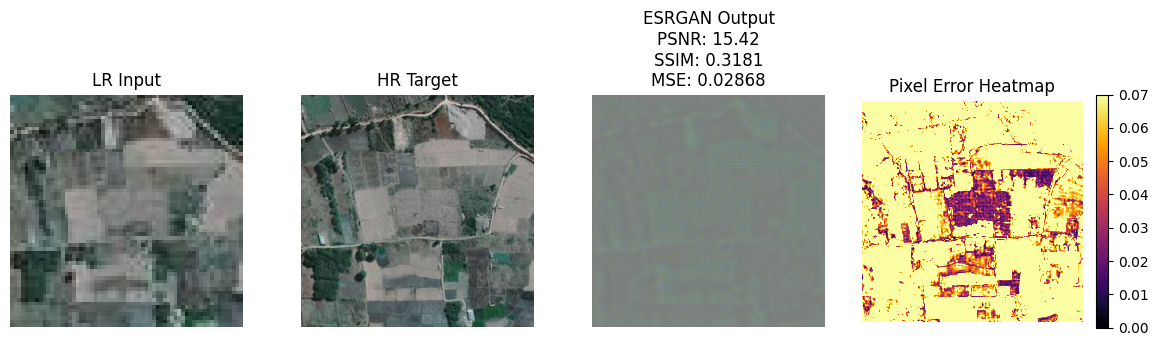 LR Input
HR Target
ESRGAN Output
PSNR: 15.42
SSIM: 0.3181
MSE: 0.02868
Pixel Error Heatmap
0.07
0.06
0.05
0.04
0.03
0.02
0.01
0.00